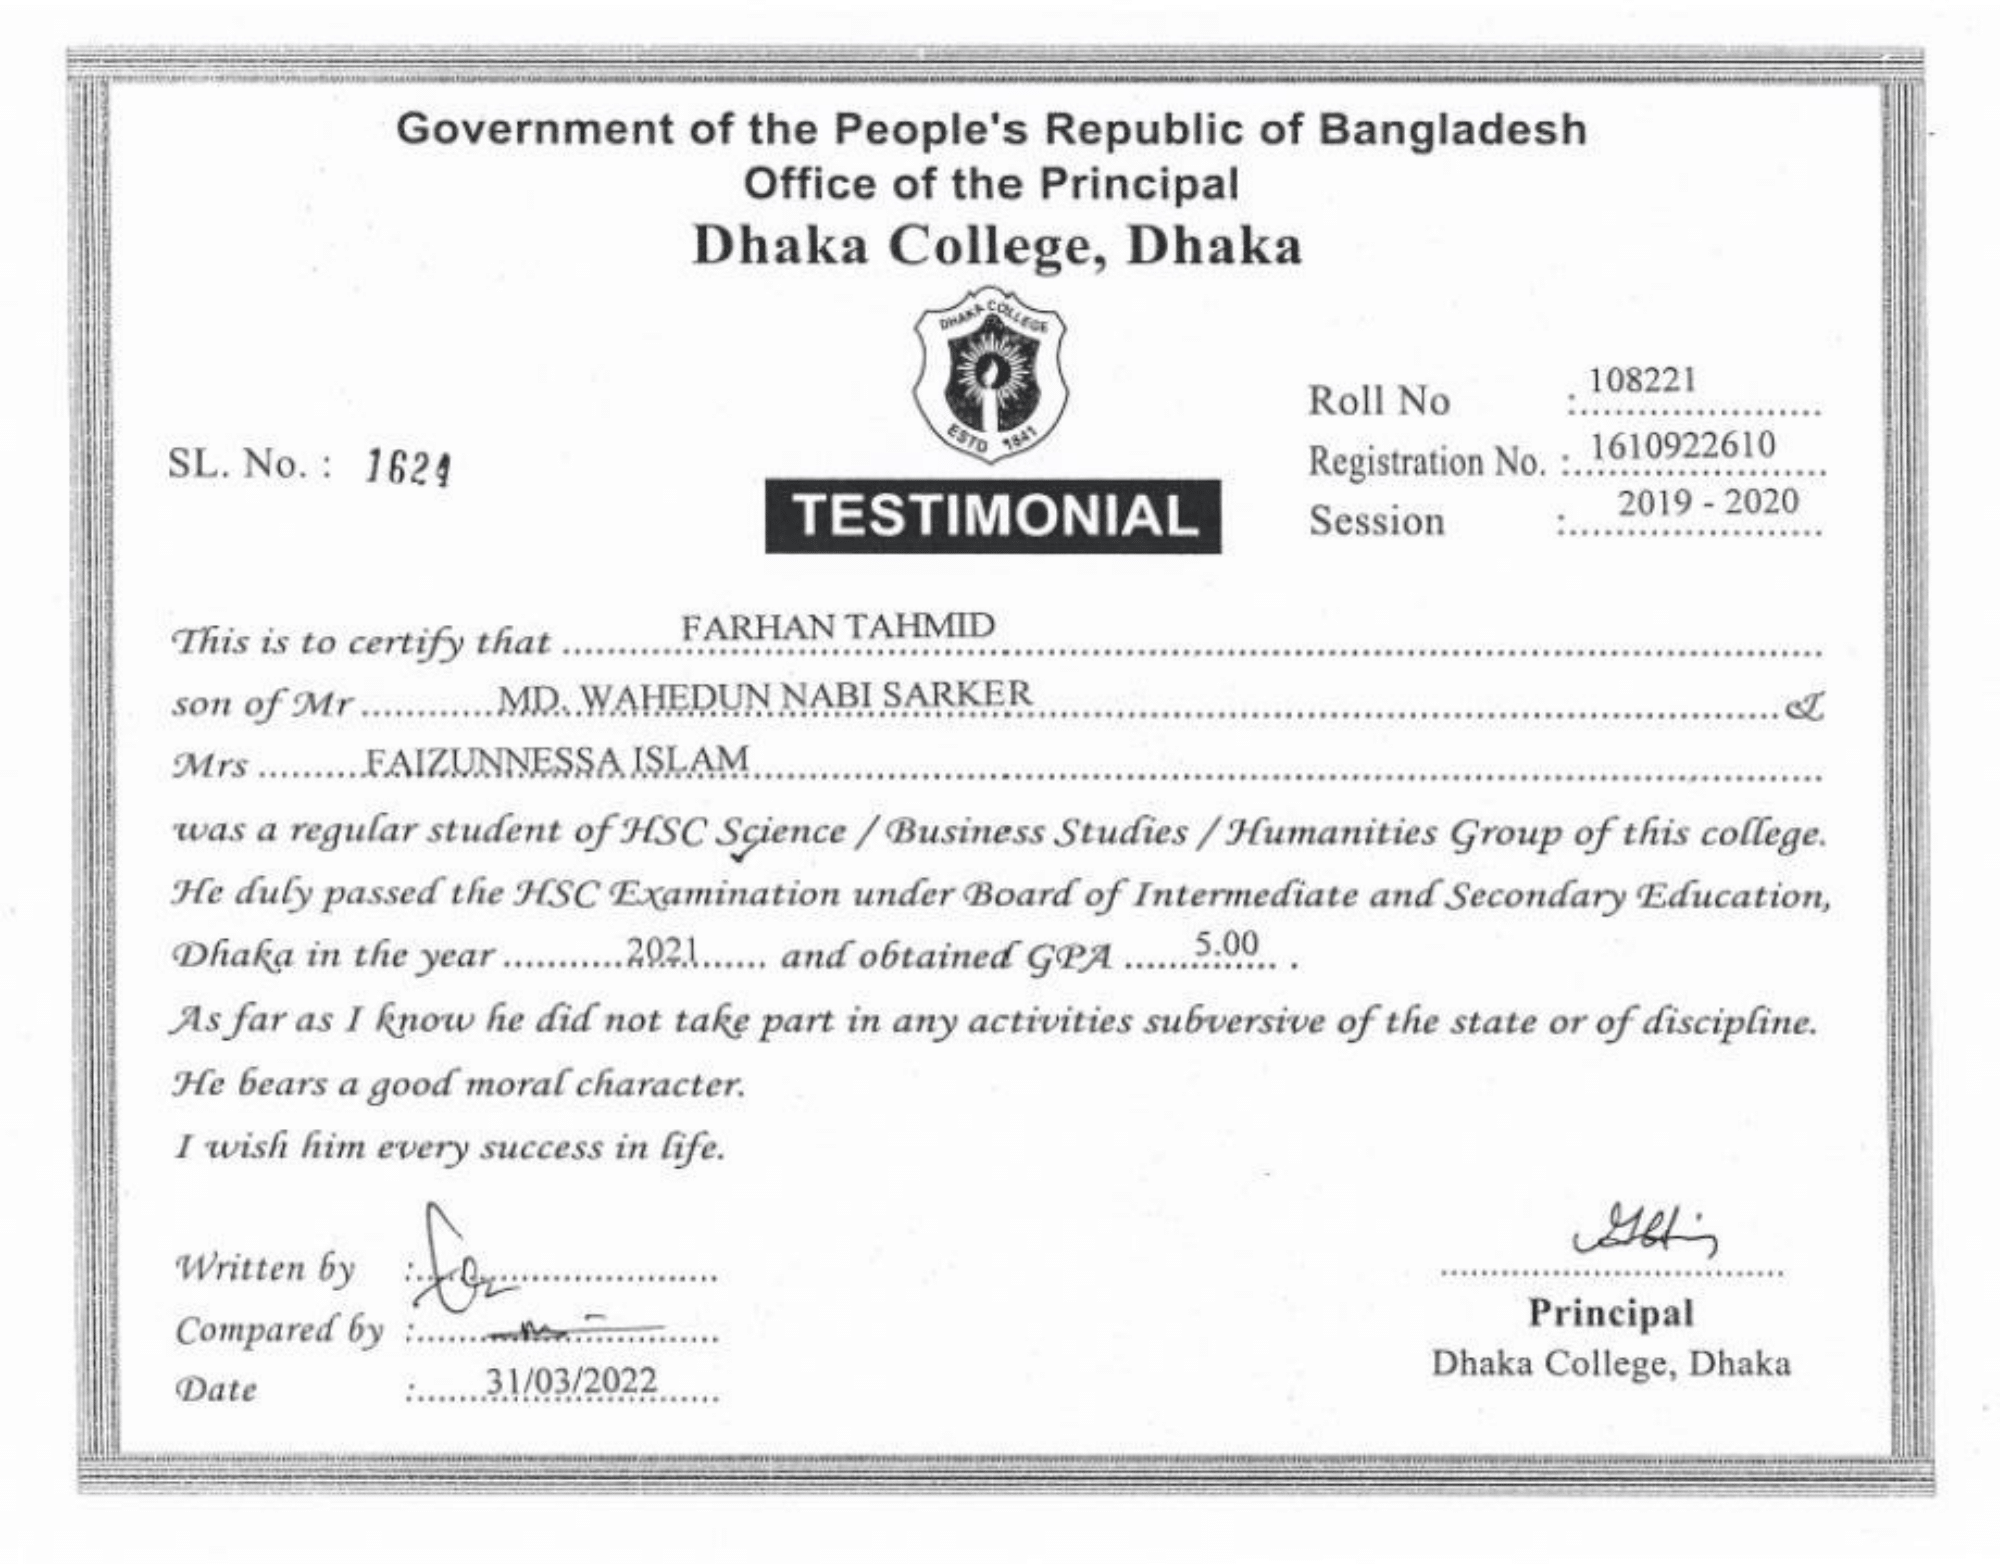 Government of the People's Republic of Bangladesh
Office of the Principal
Dhaka College, Dhaka
DHAKA COLLEGE
ESTD 1841
Roll No : 108221
SL. No. : 1624
Registration No. : 1610922610
TESTIMONIAL
Session : 2019 - 2020
This is to certify that FARHAN TAHMID
son of Mr MD. WAHEDUN NABI SARKER &
Mrs FAIZUNNESSA ISLAM
was a regular student of HSC Science / Business Studies / Humanities Group of this college.
He duly passed the HSC Examination under Board of Intermediate and Secondary Education,
Dhaka in the year 2021 and obtained GPA 5.00 .
As far as I know he did not take part in any activities subversive of the state or of discipline.
He bears a good moral character.
I wish him every success in life.
Written by :
Compared by :
Date : 31/03/2022
Principal
Dhaka College, Dhaka